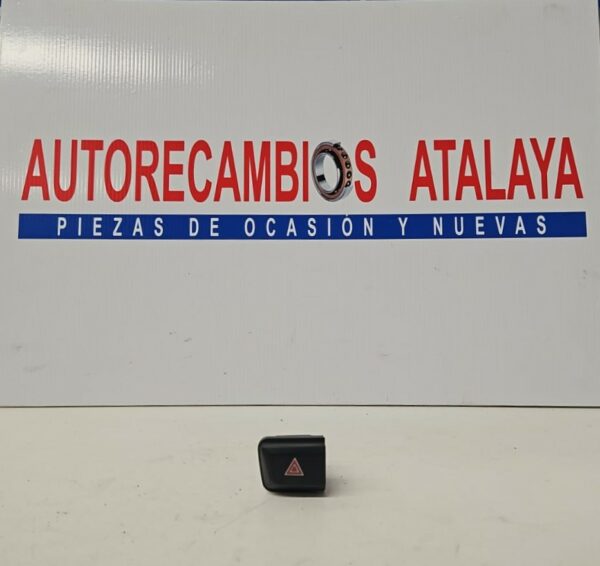 AUTORECAMBIOS ATALAYA
PIEZAS DE OCASIÓN Y NUEVAS